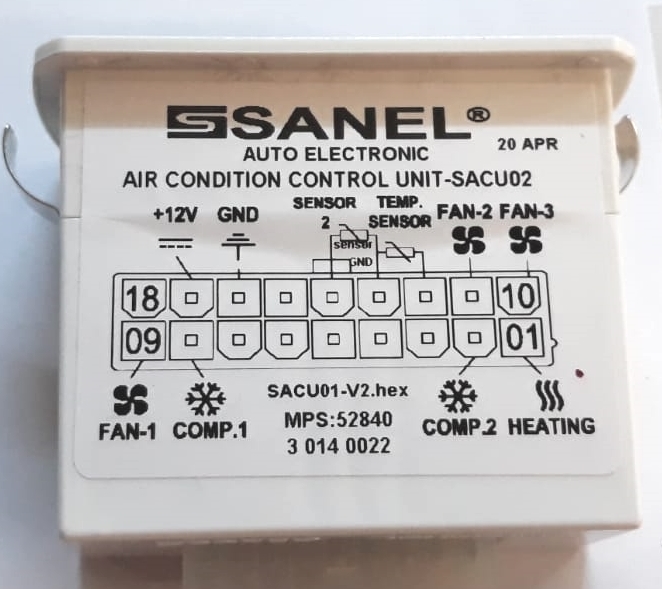 SANEL®
AUTO ELECTRONIC
20 APR
AIR CONDITION CONTROL UNIT-SACU02
+12V GND SENSOR 2 TEMP. SENSOR FAN-2 FAN-3
sensor
GND
18 10
09 01
FAN-1 COMP.1 SACU01-V2.hex COMP.2 HEATING
MPS:52840
3 014 0022